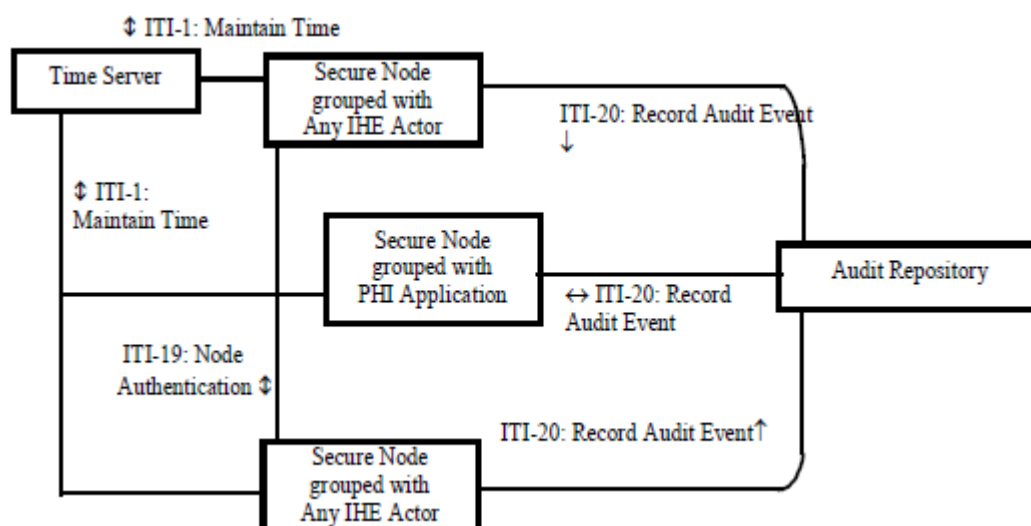 ⇕ ITI-1: Maintain Time
Time Server
Secure Node
grouped with
Any IHE Actor
ITI-20: Record Audit Event
↓
⇕ ITI-1:
Maintain Time
Secure Node
grouped with
PHI Application
Audit Repository
↔ ITI-20: Record
Audit Event
ITI-19: Node
Authentication ⇕
ITI-20: Record Audit Event↑
Secure Node
grouped with
Any IHE Actor